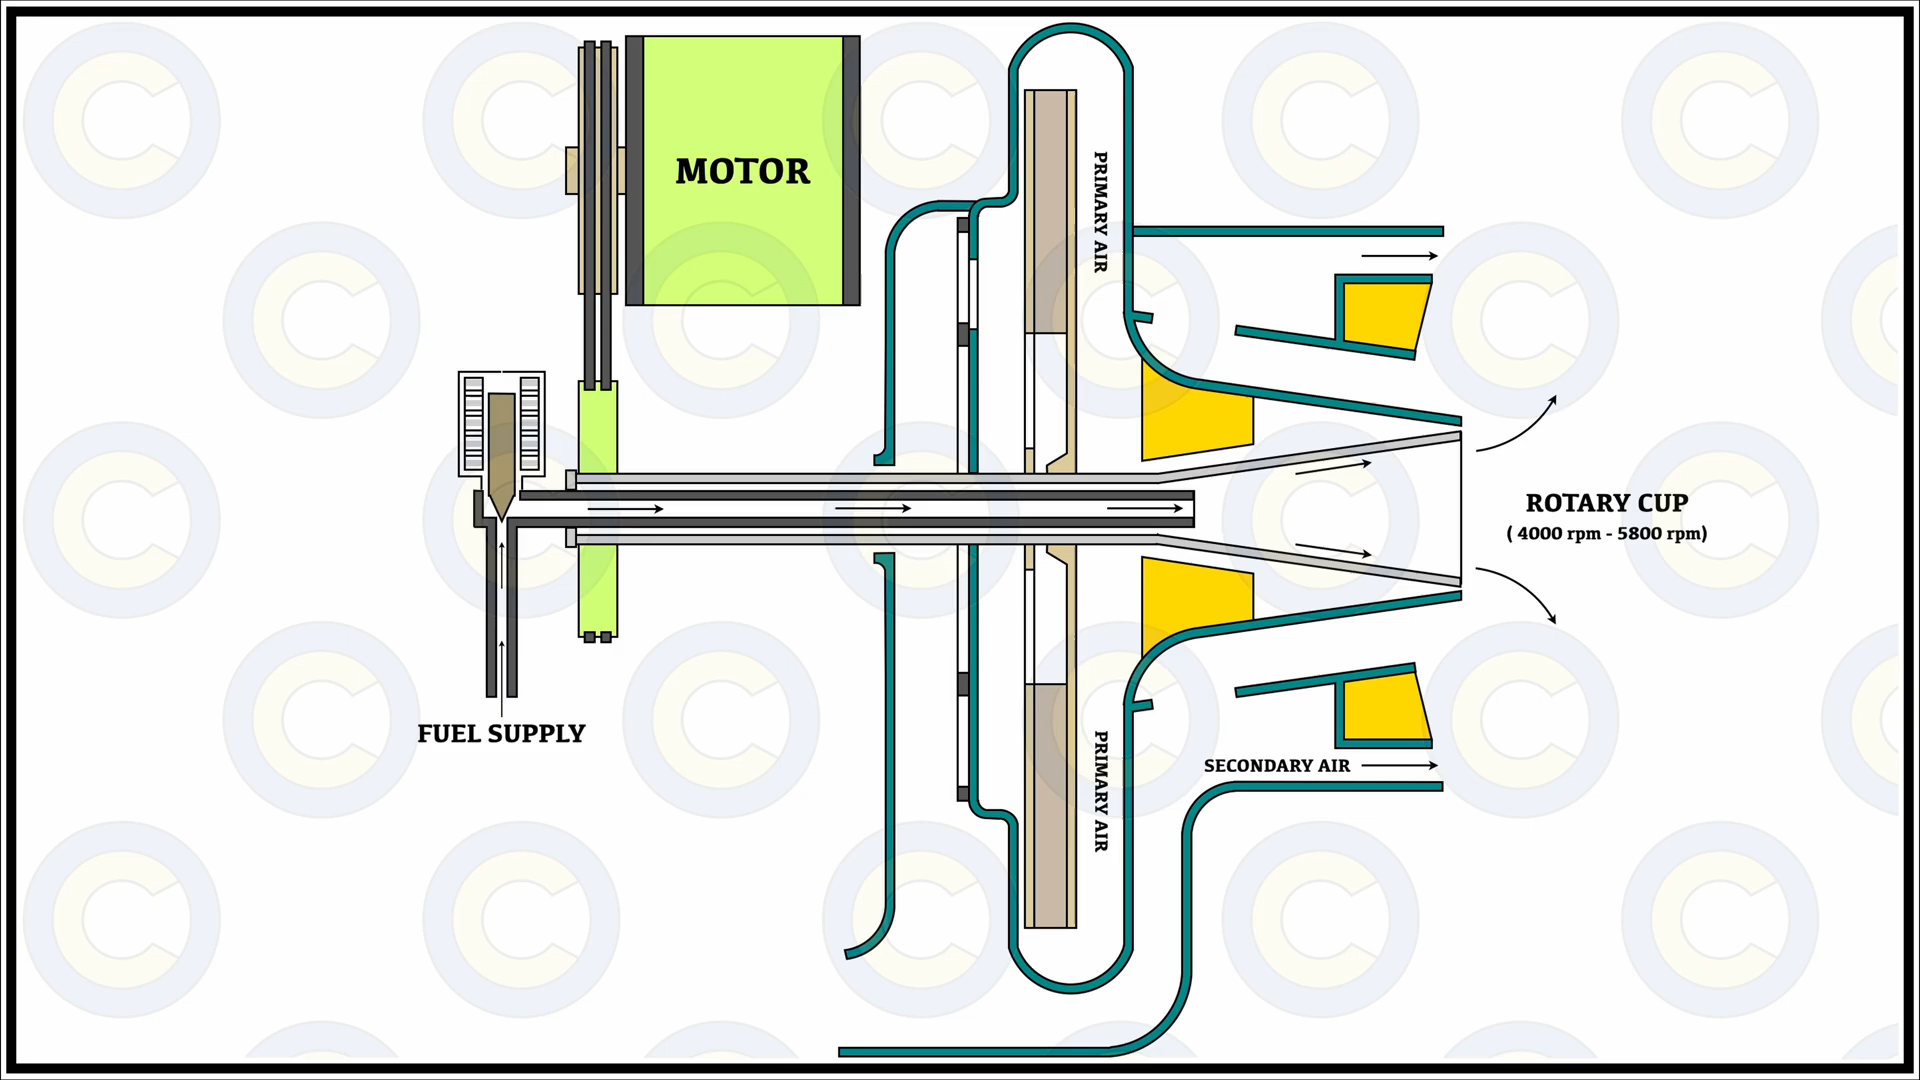 MOTOR
PRIMARY AIR
ROTARY CUP
( 4000 rpm - 5800 rpm)
FUEL SUPPLY
PRIMARY AIR
SECONDARY AIR